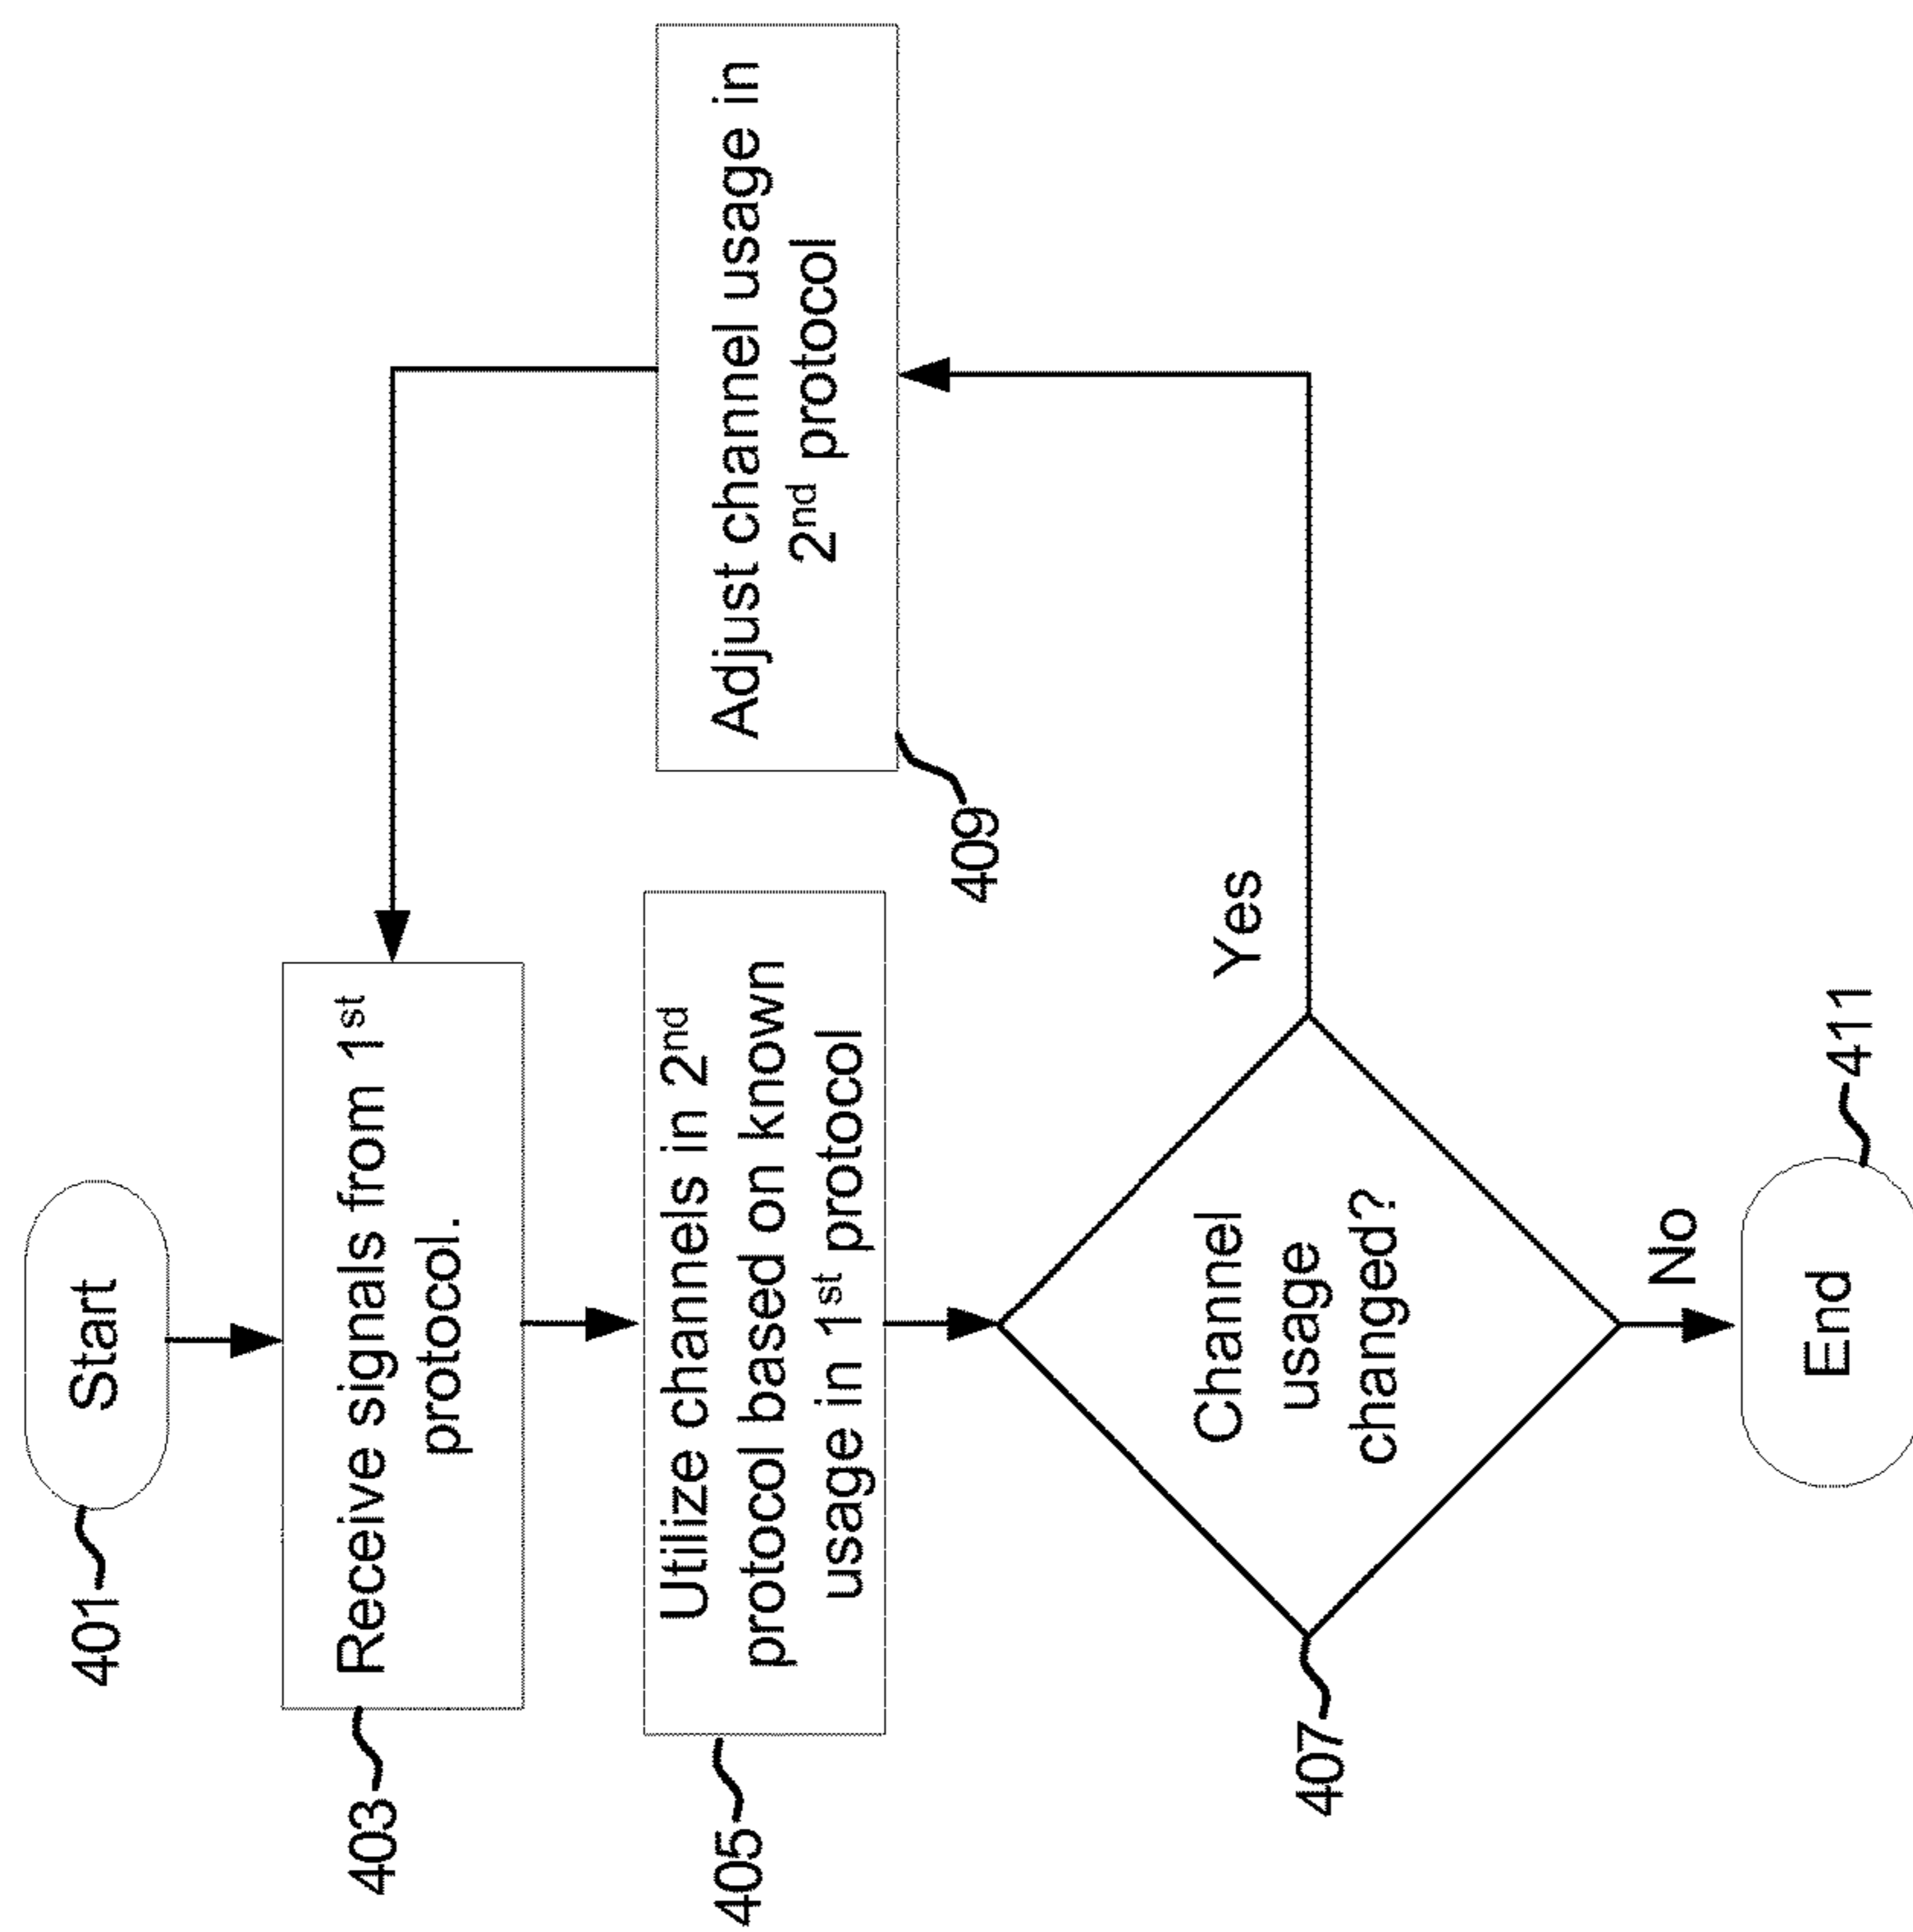 401
Start
403
Receive signals from 1st
protocol.
405
Utilize channels in 2nd
protocol based on known
usage in 1st protocol
407
Channel
usage
changed?
Yes
No
409
Adjust channel usage in
2nd protocol
End
411